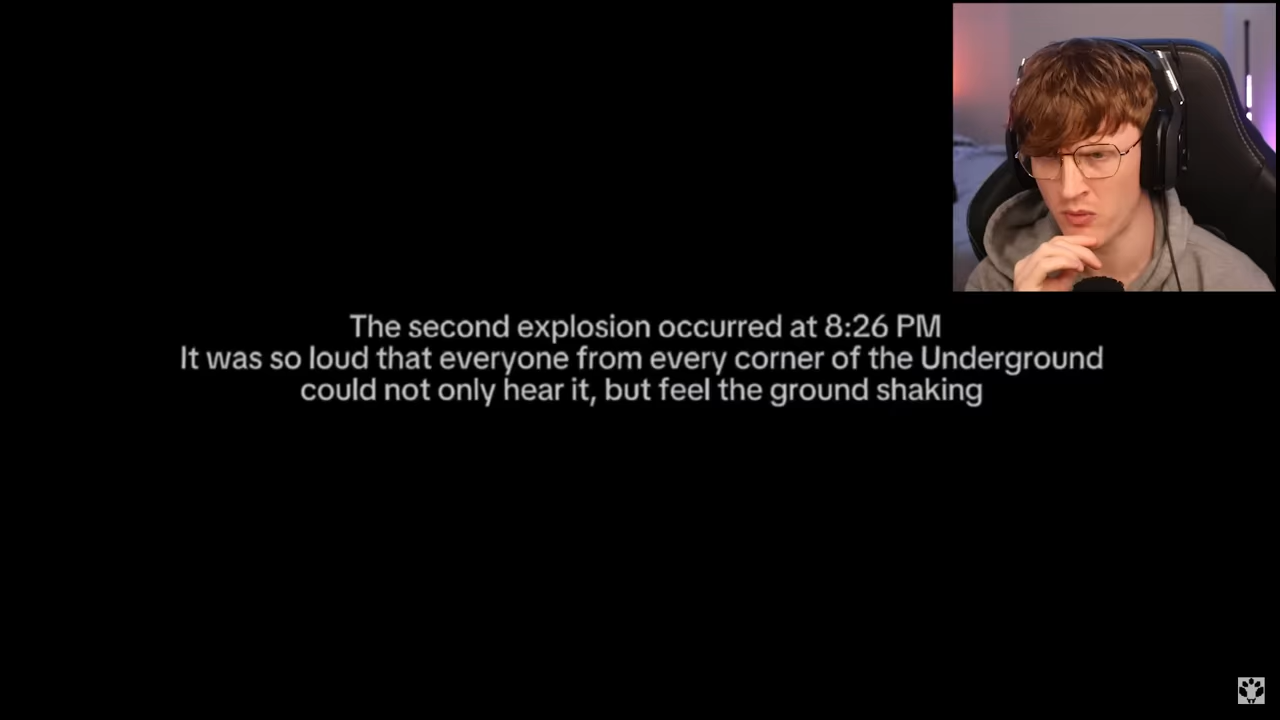 The second explosion occurred at 8:26 PM
It was so loud that everyone from every corner of the Underground
could not only hear it, but feel the ground shaking